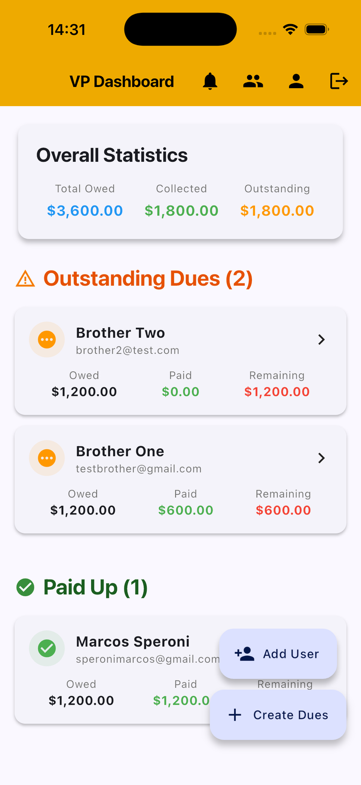 14:31
VP Dashboard
Overall Statistics
Total Owed Collected Outstanding
$3,600.00 $1,800.00 $1,800.00
Outstanding Dues (2)
Brother Two
brother2@test.com
Owed Paid Remaining
$1,200.00 $0.00 $1,200.00
Brother One
testbrother@gmail.com
Owed Paid Remaining
$1,200.00 $600.00 $600.00
Paid Up (1)
Marcos Speroni
speronimarcos@gmail.com
Add User
Owed Paid Remaining
$1,200.00 $1,200.0
Create Dues